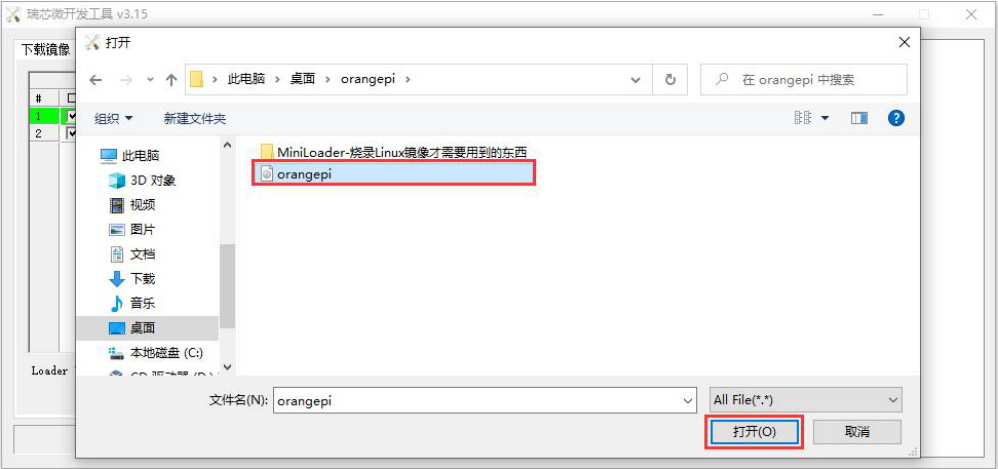 瑞芯微开发工具 v3.15
下载镜像
打开
此电脑 › 桌面 › orangepi ›
在 orangepi 中搜索
组织
新建文件夹
#
1
2
Loader
此电脑
3D 对象
视频
图片
文档
下载
音乐
桌面
本地磁盘 (C:)
MiniLoader-烧录Linux镜像才需要用到的东西
orangepi
文件名(N):
orangepi
All File(*.*)
打开(O)
取消